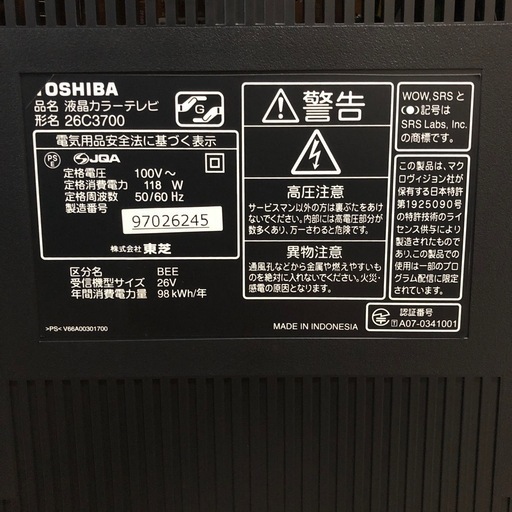 TOSHIBA
品名 液晶カラーテレビ
形名 26C3700
G
電気用品安全法に基づく表示
PS
E
JQA
定格電圧 100V～
定格消費電力 118 W
定格周波数 50/60 Hz
製造番号
97026245
株式会社 東芝
区分名 BEE
受信機型サイズ 26V
年間消費電力量 98 kWh/年
>PS< V66A00301700
警告
高圧注意
サービスマン以外の方は裏ぶたをあけ
ないでください。内部には高電圧部分が
数多くあり、万一さわると危険です。
異物注意
通風孔などから金属や燃えやすいもの
を絶対に入れないでください。火災・
感電の原因となります。
MADE IN INDONESIA
WOW, SRS と
(●)記号は
SRS Labs, Inc.
の商標です。
この製品は、マク
ロヴィジョン社が
保有する日本特許
第1925090号
の特許技術のライ
センス供与により
製造されたもので
あり、この製品での
使用は一部のプロ
グラム配信に限定
されています。
認証番号
T A07-0341001